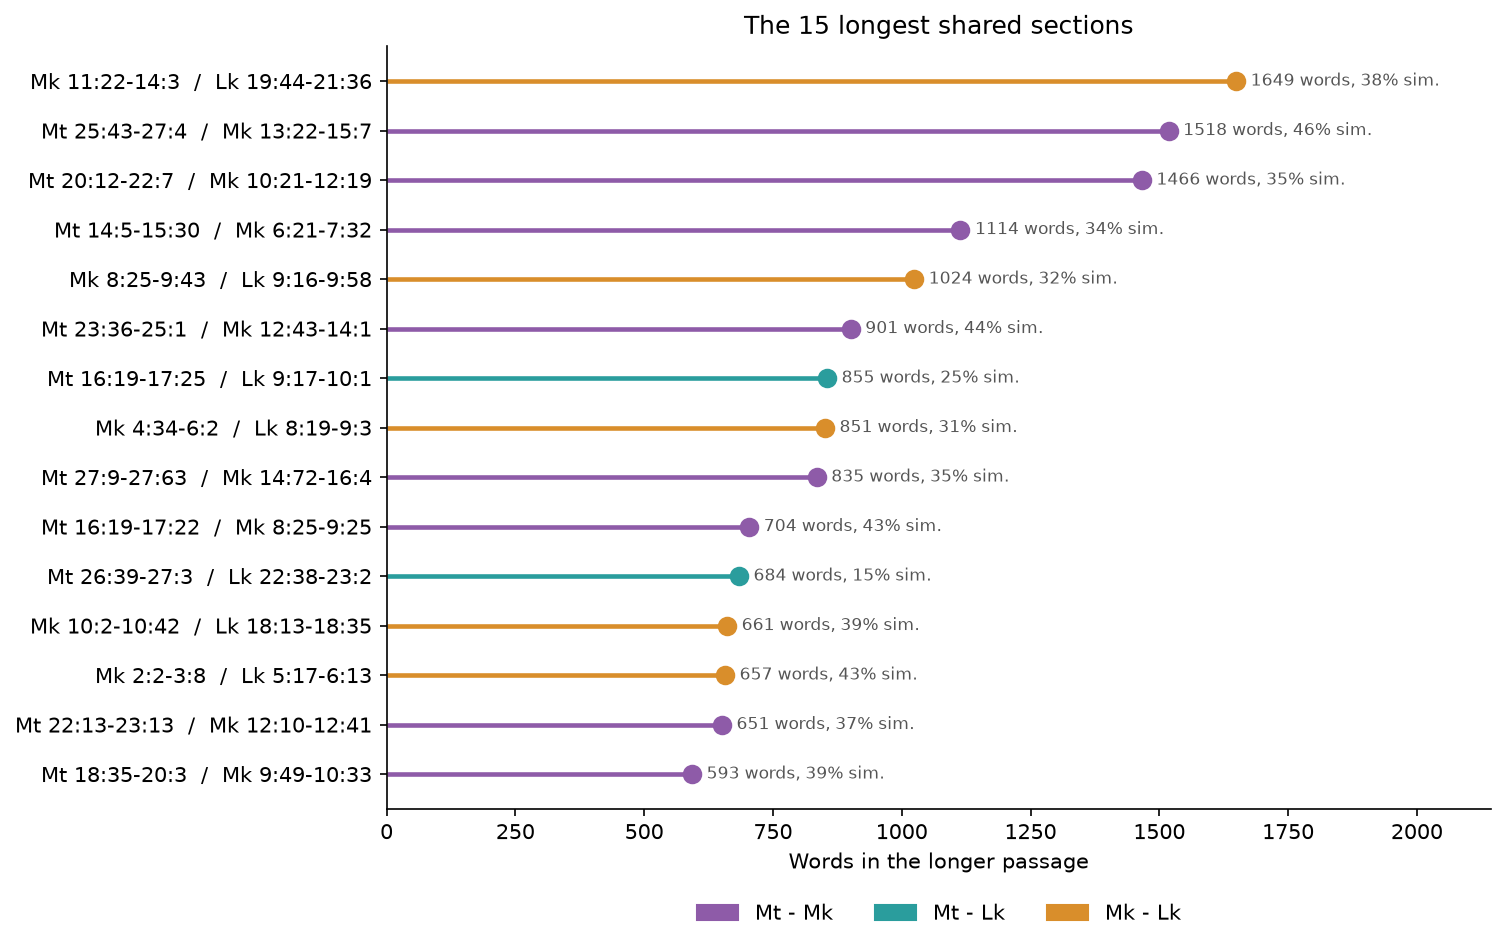 The 15 longest shared sections
Mk 11:22-14:3 / Lk 19:44-21:36 1649 words, 38% sim.
Mt 25:43-27:4 / Mk 13:22-15:7 1518 words, 46% sim.
Mt 20:12-22:7 / Mk 10:21-12:19 1466 words, 35% sim.
Mt 14:5-15:30 / Mk 6:21-7:32 1114 words, 34% sim.
Mk 8:25-9:43 / Lk 9:16-9:58 1024 words, 32% sim.
Mt 23:36-25:1 / Mk 12:43-14:1 901 words, 44% sim.
Mt 16:19-17:25 / Lk 9:17-10:1 855 words, 25% sim.
Mk 4:34-6:2 / Lk 8:19-9:3 851 words, 31% sim.
Mt 27:9-27:63 / Mk 14:72-16:4 835 words, 35% sim.
Mt 16:19-17:22 / Mk 8:25-9:25 704 words, 43% sim.
Mt 26:39-27:3 / Lk 22:38-23:2 684 words, 15% sim.
Mk 10:2-10:42 / Lk 18:13-18:35 661 words, 39% sim.
Mk 2:2-3:8 / Lk 5:17-6:13 657 words, 43% sim.
Mt 22:13-23:13 / Mk 12:10-12:41 651 words, 37% sim.
Mt 18:35-20:3 / Mk 9:49-10:33 593 words, 39% sim.
0 250 500 750 1000 1250 1500 1750 2000
Words in the longer passage
Mt - Mk Mt - Lk Mk - Lk